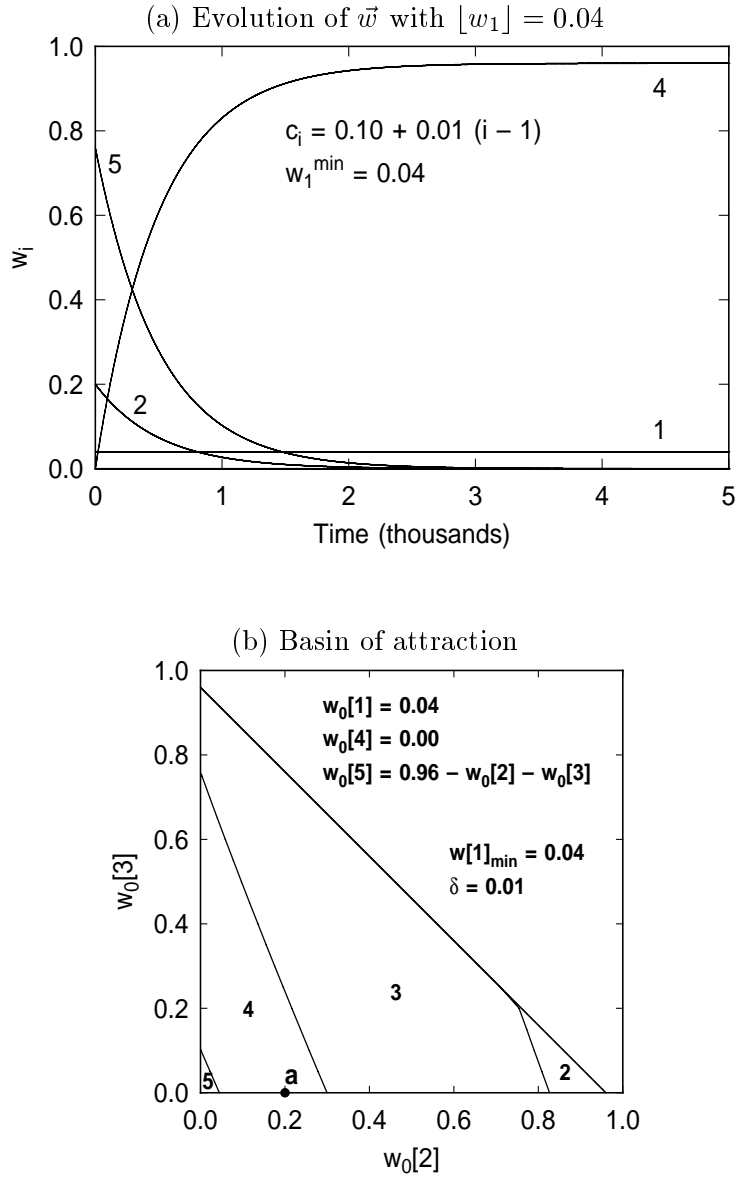 (a) Evolution of w⃗ with ⌊w₁⌋ = 0.04
1.0
0.8
0.6
0.4
0.2
0.0
wᵢ
5
2
4
1
cᵢ = 0.10 + 0.01 (i − 1)
w₁ᵐⁱⁿ = 0.04
0 1 2 3 4 5
Time (thousands)
(b) Basin of attraction
1.0
0.8
0.6
0.4
0.2
0.0
w₀[3]
w₀[1] = 0.04
w₀[4] = 0.00
w₀[5] = 0.96 − w₀[2] − w₀[3]
w[1]ₘᵢₙ = 0.04
δ = 0.01
3
4
5
a
2
0.0 0.2 0.4 0.6 0.8 1.0
w₀[2]